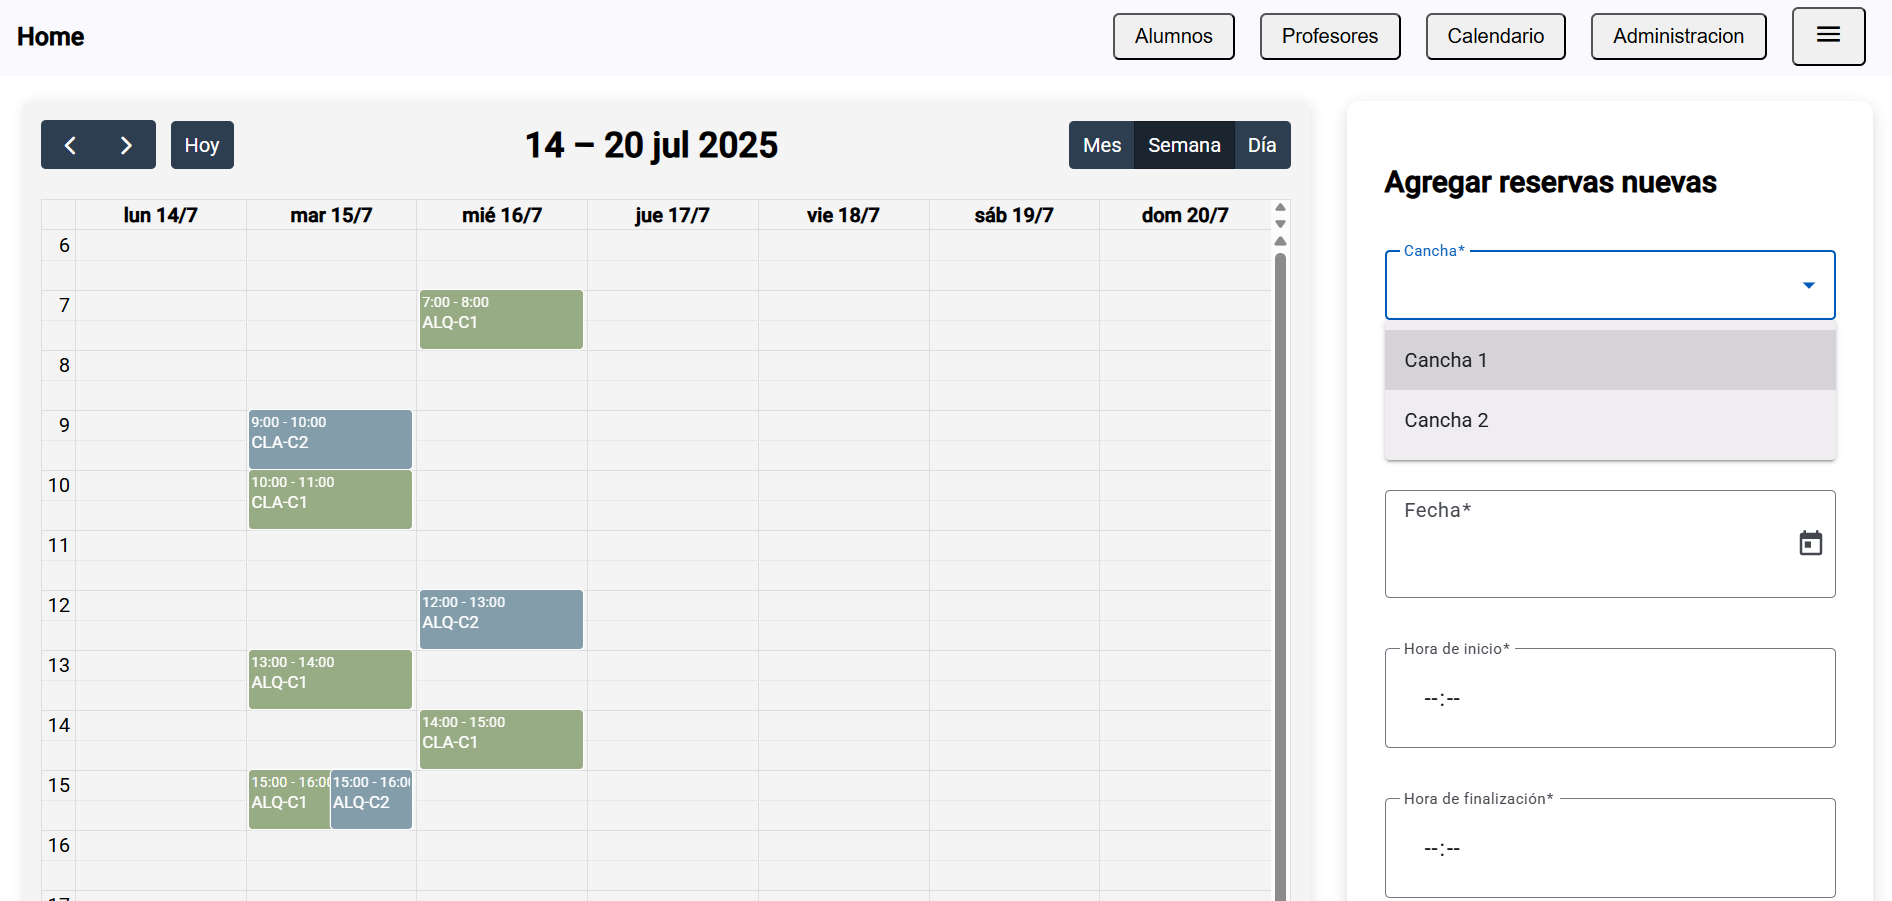 Home
Alumnos
Profesores
Calendario
Administracion
Hoy
14 – 20 jul 2025
Mes
Semana
Día
lun 14/7
mar 15/7
mié 16/7
jue 17/7
vie 18/7
sáb 19/7
dom 20/7
6
7
7:00 - 8:00
ALQ-C1
8
9
9:00 - 10:00
CLA-C2
10
10:00 - 11:00
CLA-C1
11
12
12:00 - 13:00
ALQ-C2
13
13:00 - 14:00
ALQ-C1
14
14:00 - 15:00
CLA-C1
15
15:00 - 16:00
ALQ-C1
15:00 - 16:00
ALQ-C2
16
17
Agregar reservas nuevas
Cancha*
Cancha 1
Cancha 2
Fecha*
Hora de inicio*
--:--
Hora de finalización*
--:--